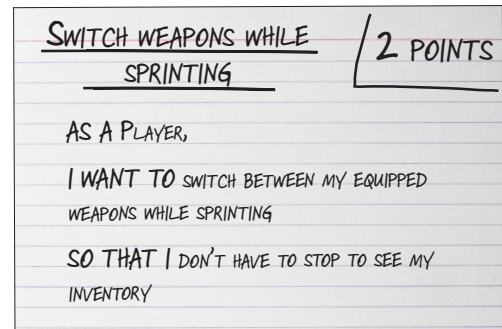 SWITCH WEAPONS WHILE
SPRINTING
2 POINTS
AS A PLAYER,
I WANT TO SWITCH BETWEEN MY EQUIPPED
WEAPONS WHILE SPRINTING
SO THAT I DON'T HAVE TO STOP TO SEE MY
INVENTORY